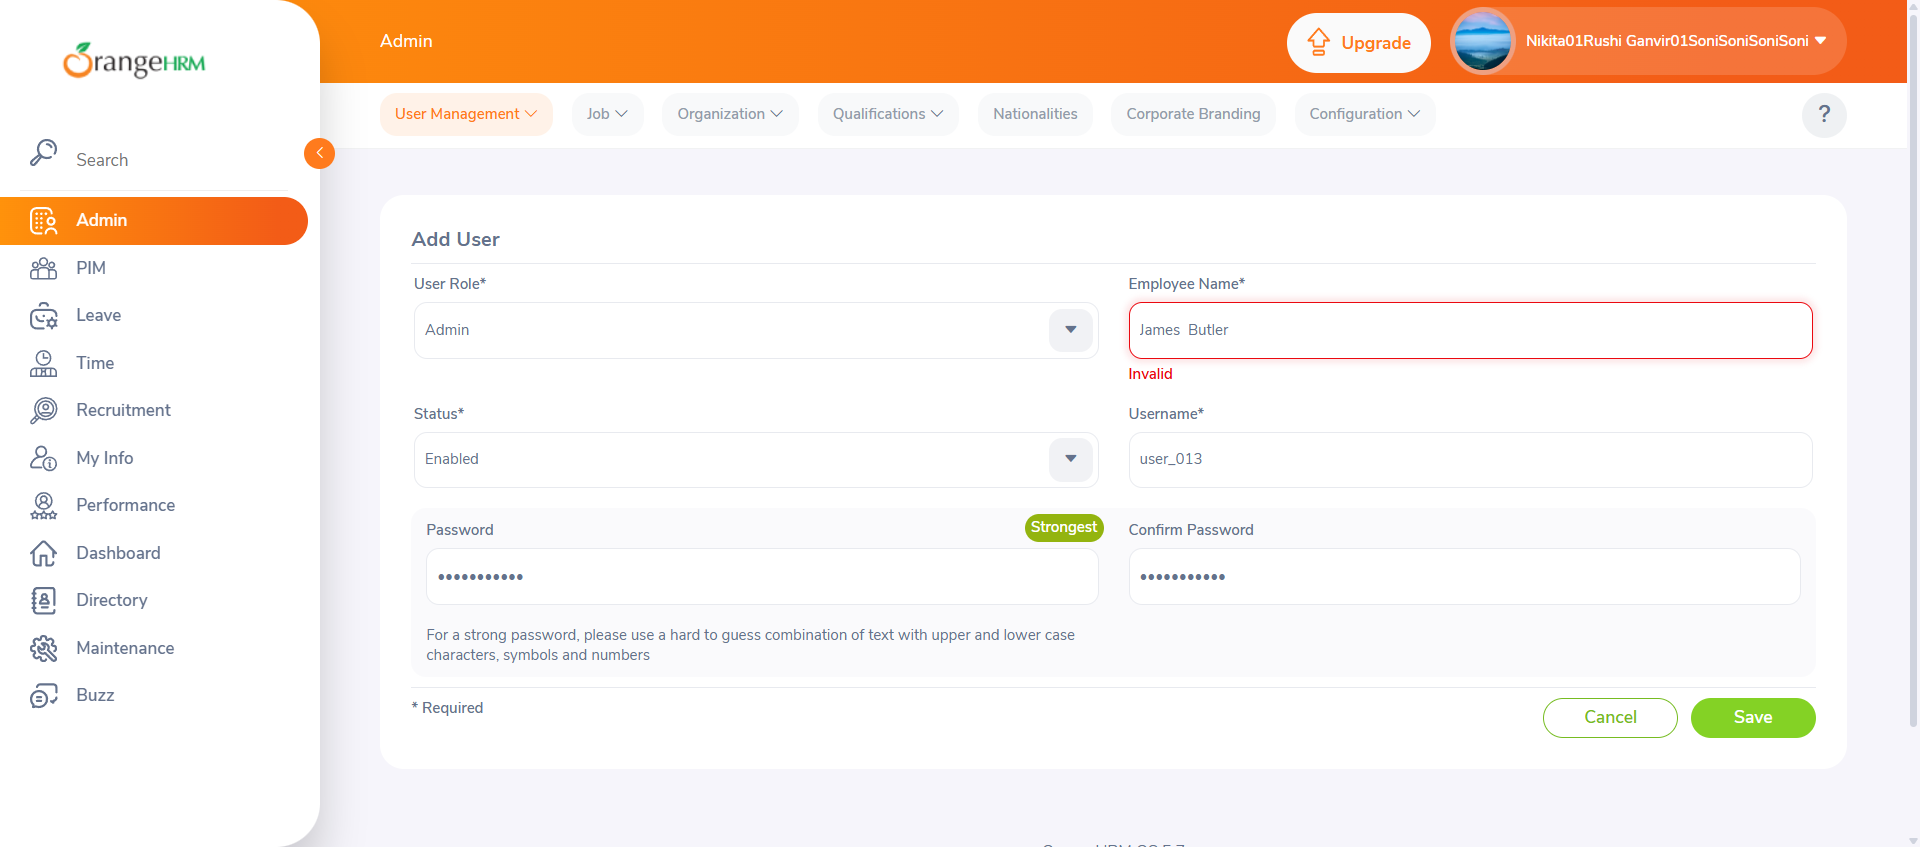 OrangeHRM
Admin
Upgrade
Nikita01Rushi Ganvir01SoniSoniSoniSoni
User Management
Job
Organization
Qualifications
Nationalities
Corporate Branding
Configuration
?
Search
Admin
PIM
Leave
Time
Recruitment
My Info
Performance
Dashboard
Directory
Maintenance
Buzz
Add User
User Role*
Employee Name*
Admin
James  Butler
Invalid
Status*
Username*
Enabled
user_013
Password
Strongest
Confirm Password
•••••••••••
•••••••••••
For a strong password, please use a hard to guess combination of text with upper and lower case
characters, symbols and numbers
* Required
Cancel
Save